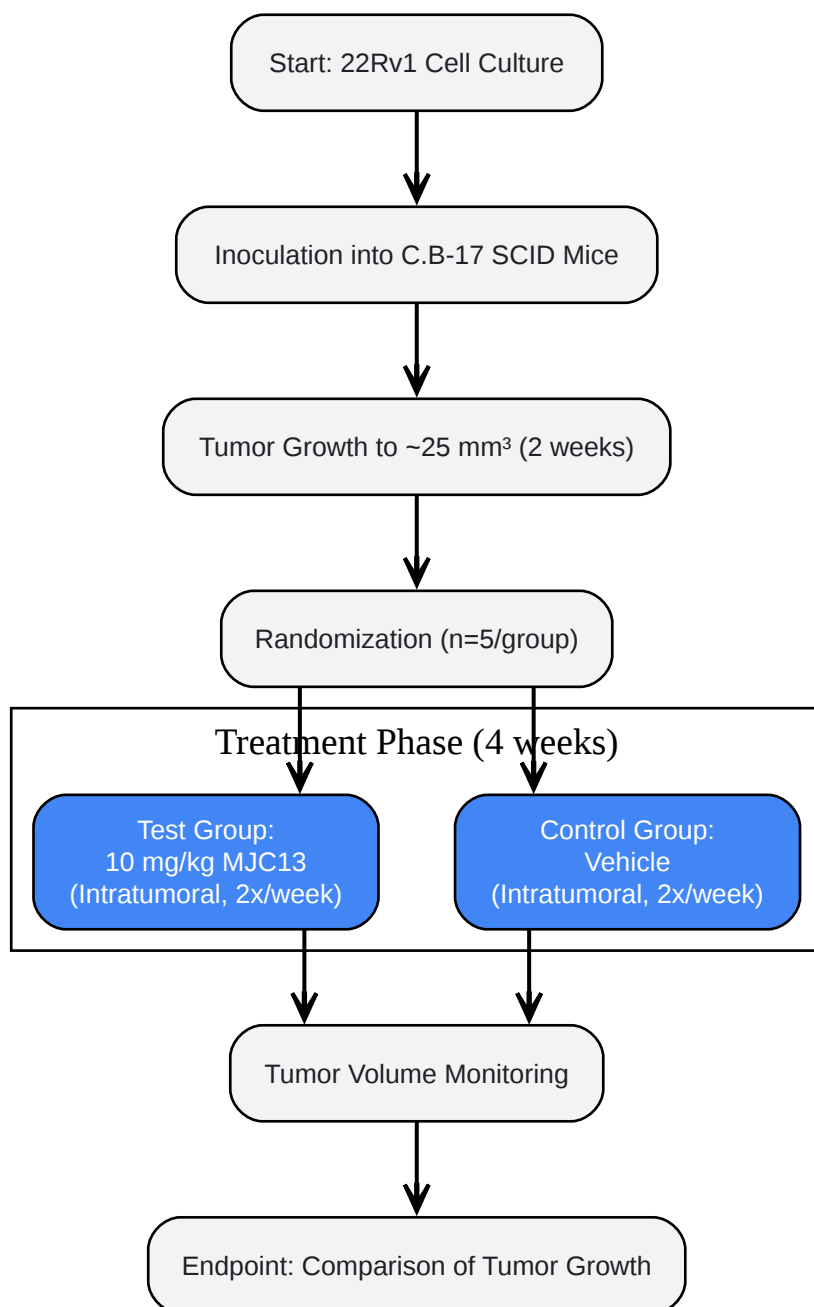 Start: 22Rv1 Cell Culture
Inoculation into C.B-17 SCID Mice
Tumor Growth to ~25 mm³ (2 weeks)
Randomization (n=5/group)
Treatment Phase (4 weeks)
Test Group:
10 mg/kg MJC13
(Intratumoral, 2x/week)
Control Group:
Vehicle
(Intratumoral, 2x/week)
Tumor Volume Monitoring
Endpoint: Comparison of Tumor Growth